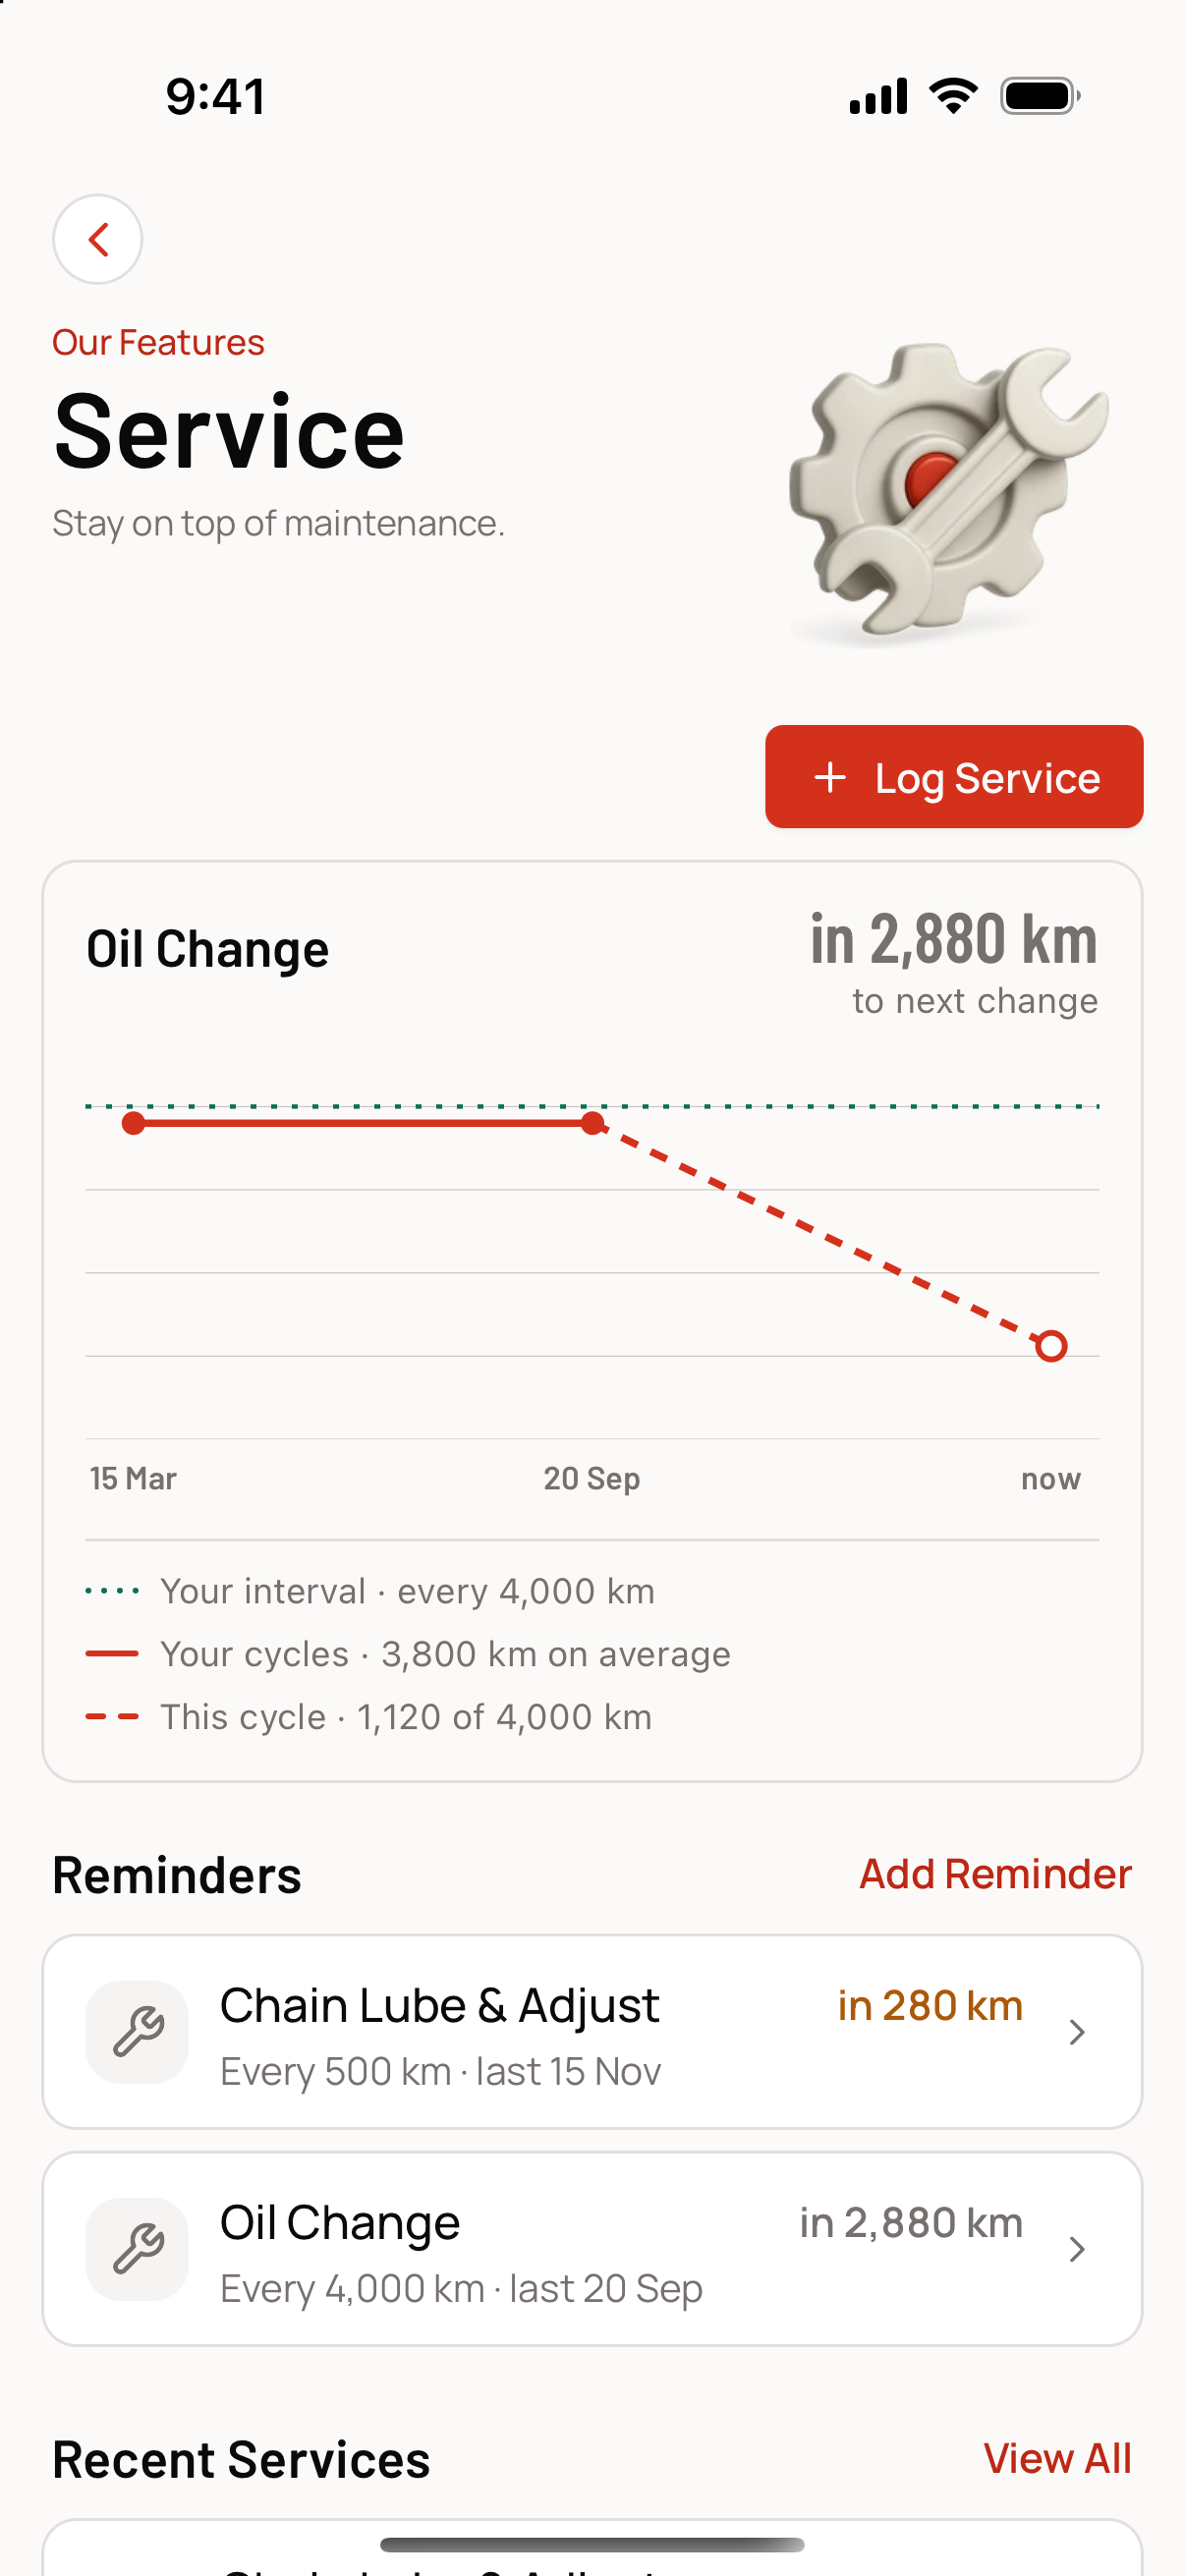 9:41
Our Features
Service
Stay on top of maintenance.
+ Log Service
Oil Change
in 2,880 km
to next change
15 Mar
20 Sep
now
Your interval · every 4,000 km
Your cycles · 3,800 km on average
This cycle · 1,120 of 4,000 km
Reminders
Add Reminder
Chain Lube & Adjust
in 280 km
Every 500 km · last 15 Nov
Oil Change
in 2,880 km
Every 4,000 km · last 20 Sep
Recent Services
View All